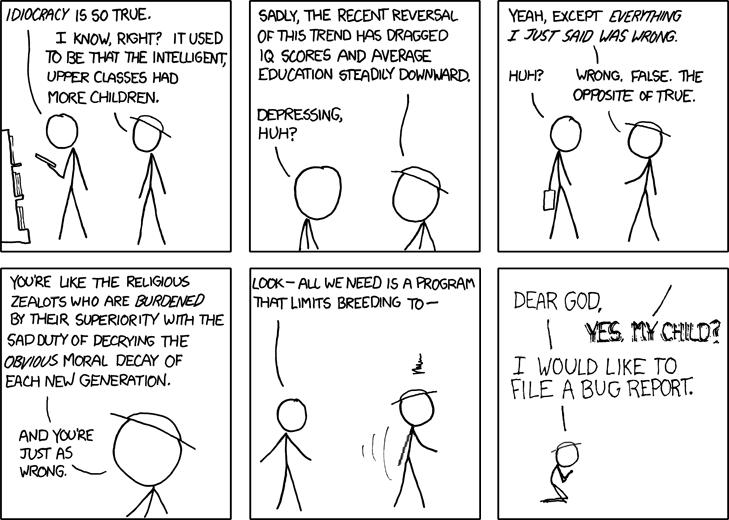 IDIOCRACY IS SO TRUE.
I KNOW, RIGHT? IT USED
TO BE THAT THE INTELLIGENT,
UPPER CLASSES HAD
MORE CHILDREN.
SADLY, THE RECENT REVERSAL
OF THIS TREND HAS DRAGGED
IQ SCORES AND AVERAGE
EDUCATION STEADILY DOWNWARD.
DEPRESSING,
HUH?
YEAH, EXCEPT EVERYTHING
I JUST SAID WAS WRONG.
HUH?
WRONG. FALSE. THE
OPPOSITE OF TRUE.
YOU'RE LIKE THE RELIGIOUS
ZEALOTS WHO ARE BURDENED
BY THEIR SUPERIORITY WITH THE
SAD DUTY OF DECRYING THE
OBVIOUS MORAL DECAY OF
EACH NEW GENERATION.
AND YOU'RE
JUST AS
WRONG.
LOOK—ALL WE NEED IS A PROGRAM
THAT LIMITS BREEDING TO—
DEAR GOD,
YES, MY CHILD?
I WOULD LIKE TO
FILE A BUG REPORT.